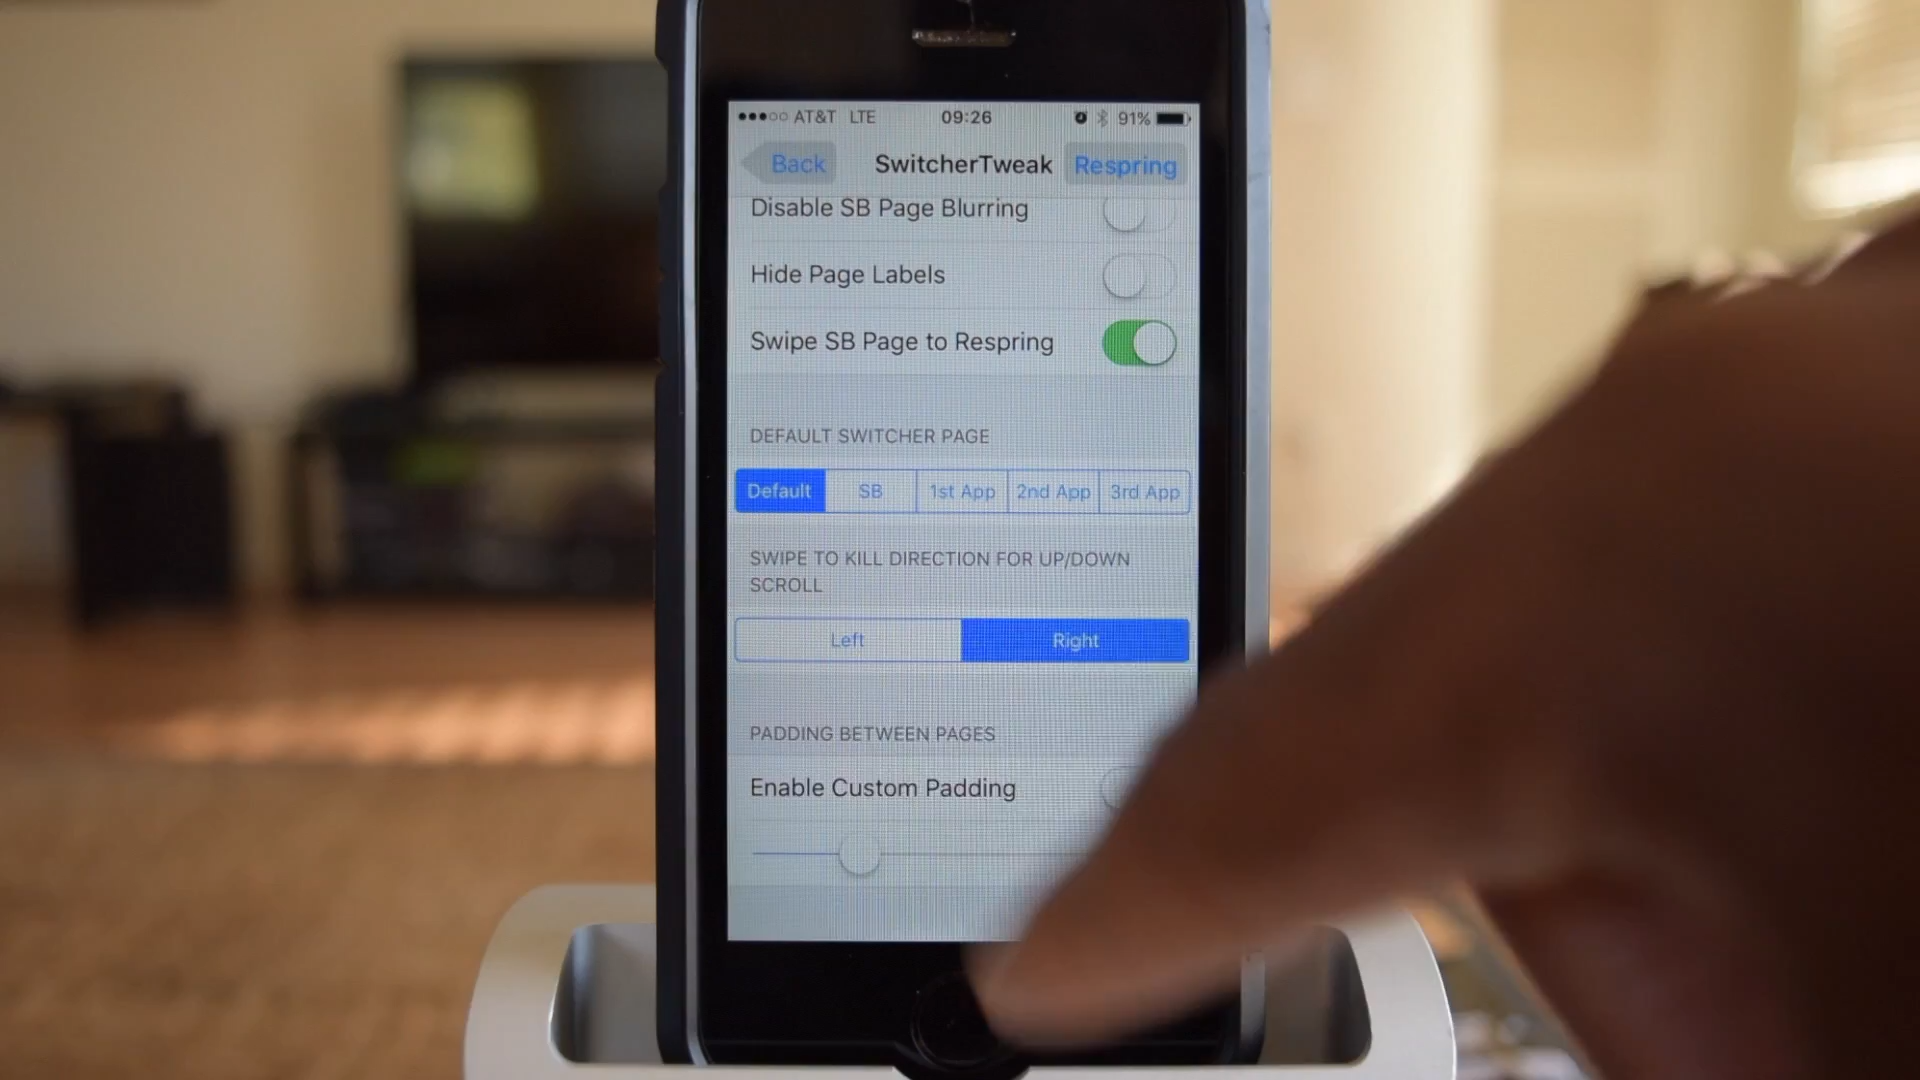 AT&T LTE 09:26 91%
Back SwitcherTweak Respring
Disable SB Page Blurring
Hide Page Labels
Swipe SB Page to Respring
DEFAULT SWITCHER PAGE
Default SB 1st App 2nd App 3rd App
SWIPE TO KILL DIRECTION FOR UP/DOWN
SCROLL
Left Right
PADDING BETWEEN PAGES
Enable Custom Padding